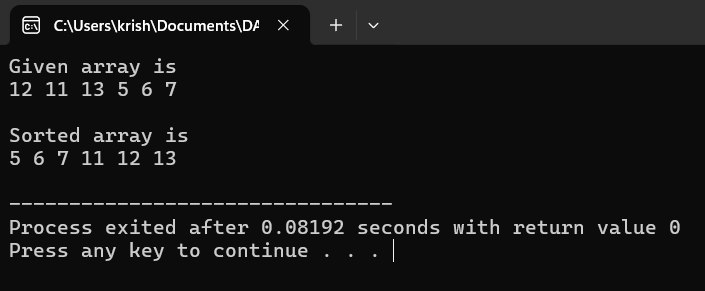 C:\Users\krish\Documents\DA
Given array is
12 11 13 5 6 7
Sorted array is
5 6 7 11 12 13
--------------------------------
Process exited after 0.08192 seconds with return value 0
Press any key to continue . . .